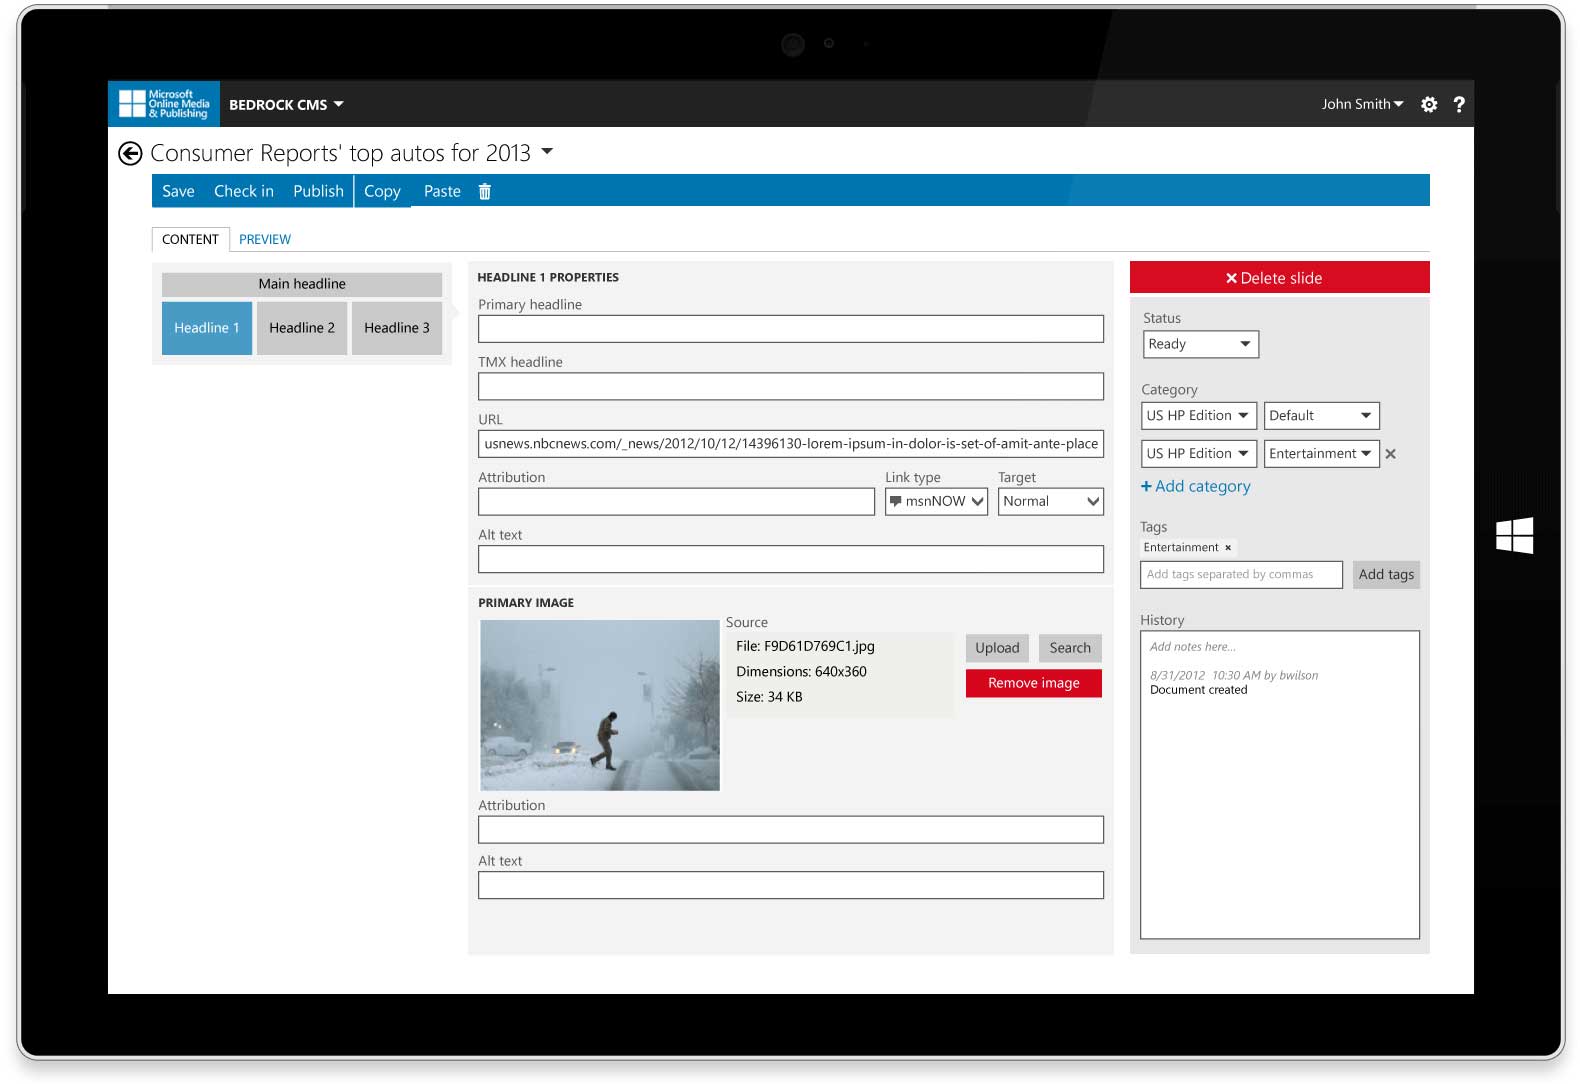 Microsoft
Online Media
& Publishing
BEDROCK CMS
John Smith
?
Consumer Reports' top autos for 2013
Save Check in Publish Copy Paste
CONTENT PREVIEW
Main headline
Headline 1 Headline 2 Headline 3
HEADLINE 1 PROPERTIES
Primary headline
TMX headline
URL
usnews.nbcnews.com/_news/2012/10/12/14396130-lorem-ipsum-in-dolor-is-set-of-amit-ante-place
Attribution Link type Target
msnNOW Normal
Alt text
PRIMARY IMAGE
Source
File: F9D61D769C1.jpg
Dimensions: 640x360
Size: 34 KB
Upload Search
Remove image
Attribution
Alt text
Delete slide
Status
Ready
Category
US HP Edition Default
US HP Edition Entertainment
+ Add category
Tags
Entertainment
Add tags separated by commas Add tags
History
Add notes here...
8/31/2012 10:30 AM by bwilson
Document created